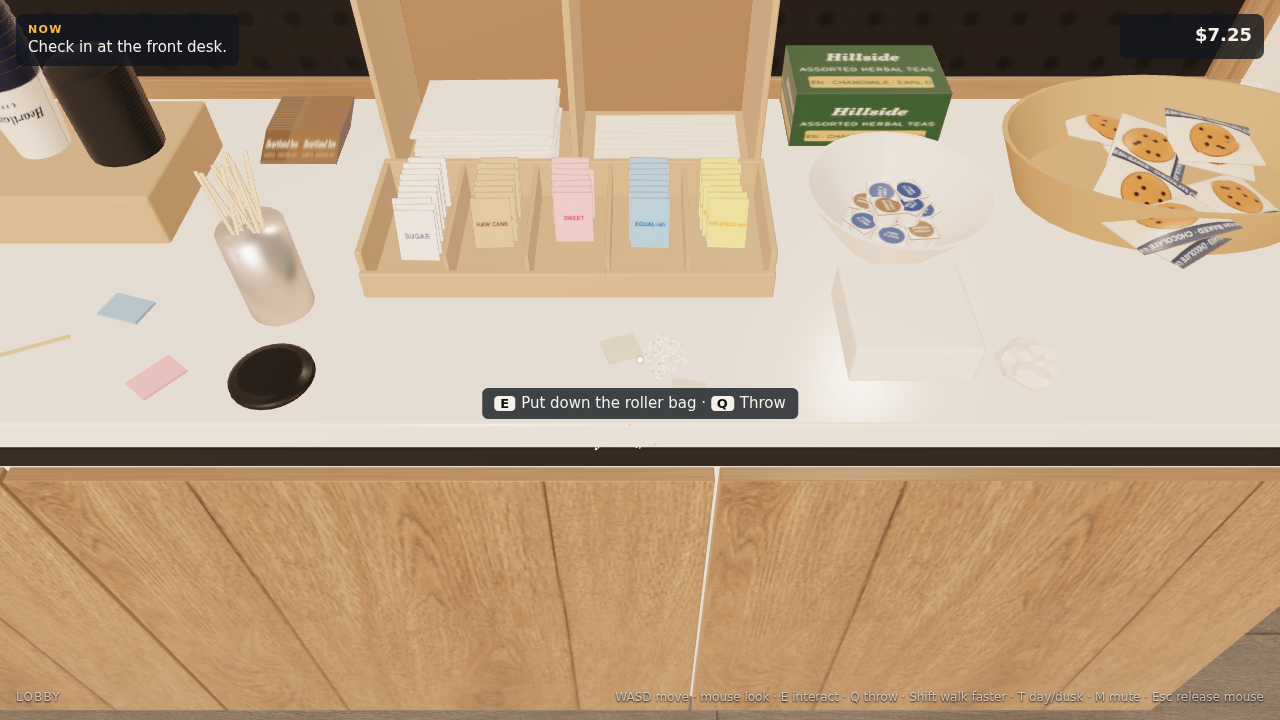 NOW
Check in at the front desk.
$7.25
Hillside
ASSORTED HERBAL TEAS
Hillside
ASSORTED HERBAL TEAS
SUGAR
RAW CANE
SWEET
EQUAL-ish
E Put down the roller bag · Q Throw
LOBBY
WASD move · mouse look · E interact · Q throw · Shift walk faster · T day/dusk · M mute · Esc release mouse